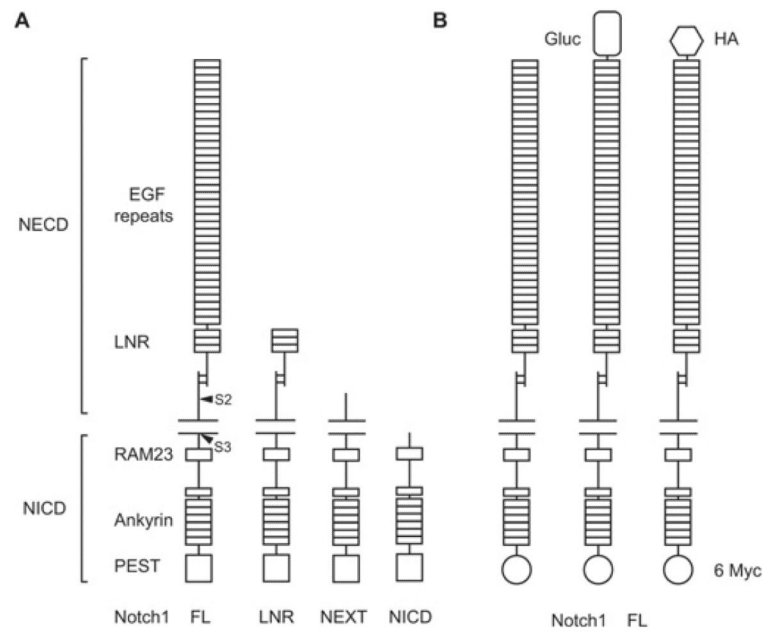 A
B
Gluc
HA
EGF
repeats
NECD
LNR
S2
S3
RAM23
NICD
Ankyrin
PEST
6 Myc
Notch1 FL LNR NEXT NICD
Notch1 FL